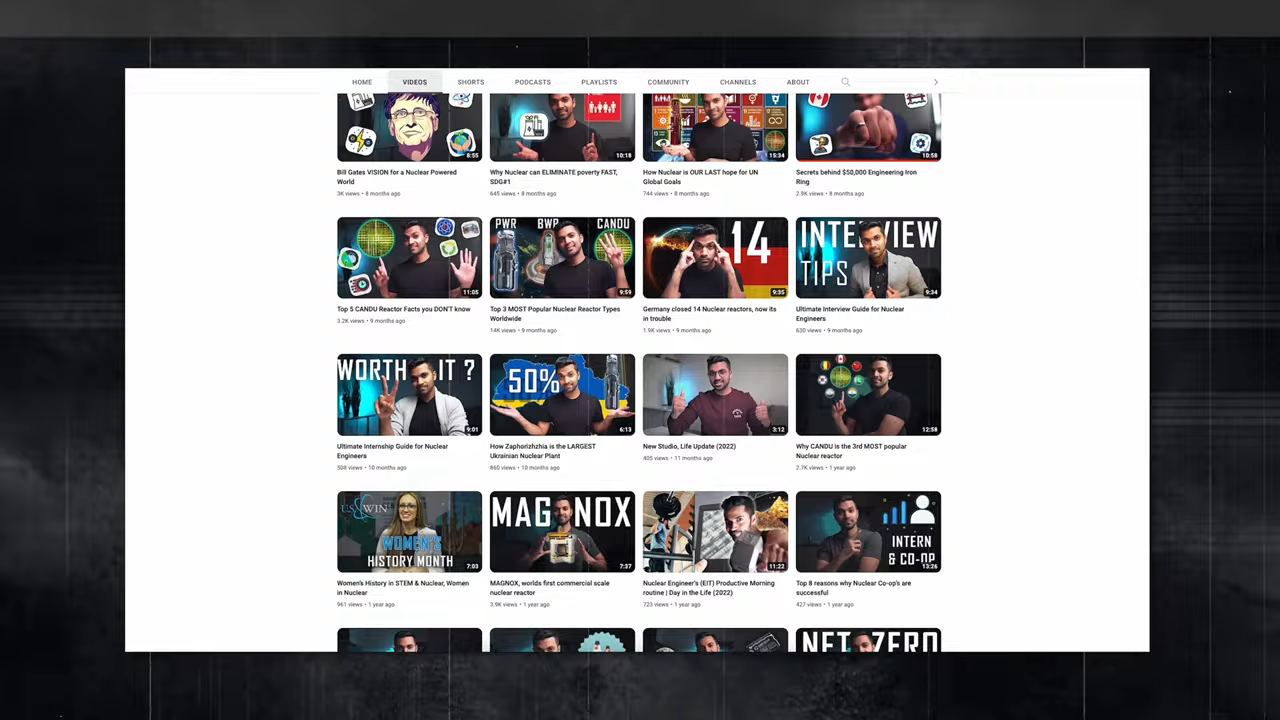 HOME VIDEOS SHORTS PODCASTS PLAYLISTS COMMUNITY CHANNELS ABOUT
8:55 10:18 15:34 10:58
Bill Gates VISION for a Nuclear Powered
World
3K views • 8 months ago
Why Nuclear can ELIMINATE poverty FAST,
SDG#1
645 views • 8 months ago
How Nuclear is OUR LAST hope for UN
Global Goals
744 views • 8 months ago
Secrets behind $50,000 Engineering Iron
Ring
2.9K views • 8 months ago
11:05
PWR BWR CANDU
9:59
14
9:35
INTERVIEW
TIPS
9:34
Top 5 CANDU Reactor Facts you DON'T know
3.2K views • 9 months ago
Top 3 MOST Popular Nuclear Reactor Types
Worldwide
14K views • 9 months ago
Germany closed 14 Nuclear reactors, now its
in trouble
1.9K views • 9 months ago
Ultimate Interview Guide for Nuclear
Engineers
630 views • 9 months ago
WORTH IT ?
9:01
50%
6:13
3:12
12:58
Ultimate Internship Guide for Nuclear
Engineers
508 views • 10 months ago
How Zaphorizhzhia is the LARGEST
Ukrainian Nuclear Plant
860 views • 10 months ago
New Studio, Life Update (2022)
405 views • 11 months ago
Why CANDU is the 3rd MOST popular
Nuclear reactor
2.7K views • 1 year ago
U.S. WIN
WOMEN'S
HISTORY MONTH
7:03
MAGNOX
7:37
11:22
INTERN
& CO-OP
13:26
Women's History in STEM & Nuclear, Women
in Nuclear
961 views • 1 year ago
MAGNOX, worlds first commercial scale
nuclear reactor
3.9K views • 1 year ago
Nuclear Engineer's (EIT) Productive Morning
routine | Day in the Life (2022)
723 views • 1 year ago
Top 8 reasons why Nuclear Co-op's are
successful
427 views • 1 year ago
NET ZERO